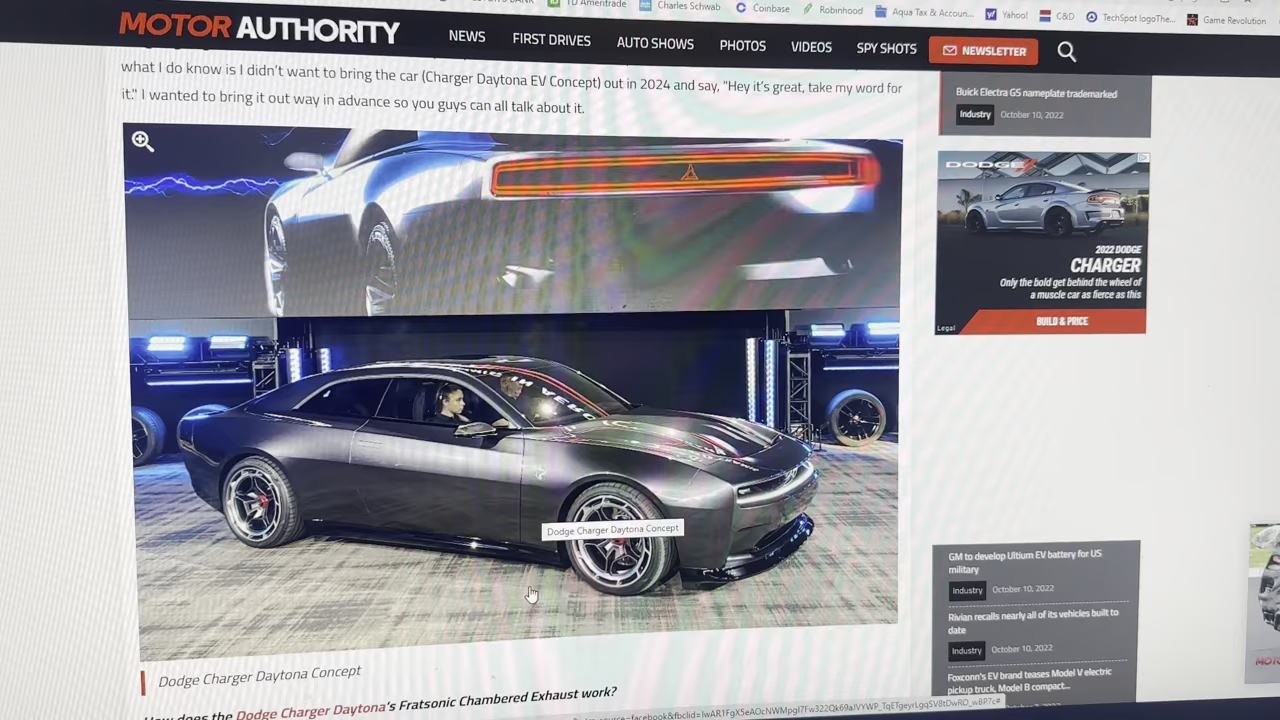 TD Ameritrade
Charles Schwab
Coinbase
Robinhood
Aqua Tax & Accoun...
Yahoo!
C&D
TechSpot logoThe...
Game Revolution
MOTOR AUTHORITY
NEWS
FIRST DRIVES
AUTO SHOWS
PHOTOS
VIDEOS
SPY SHOTS
NEWSLETTER
what I do know is I didn't want to bring the car (Charger Daytona EV Concept) out in 2024 and say, "Hey it's great, take my word for
it." I wanted to bring it out way in advance so you guys can all talk about it.
Dodge Charger Daytona Concept
Dodge Charger Daytona Concept
How does the Dodge Charger Daytona's Fratsonic Chambered Exhaust work?
Buick Electra GS nameplate trademarked
Industry October 10, 2022
DODGE
2022 DODGE
CHARGER
Only the bold get behind the wheel of
a muscle car as fierce as this
Legal
BUILD & PRICE
GM to develop Ultium EV battery for US
military
Industry October 10, 2022
Rivian recalls nearly all of its vehicles built to
date
Industry October 10, 2022
Foxconn's EV brand teases Model V electric
pickup truck, Model B compact...